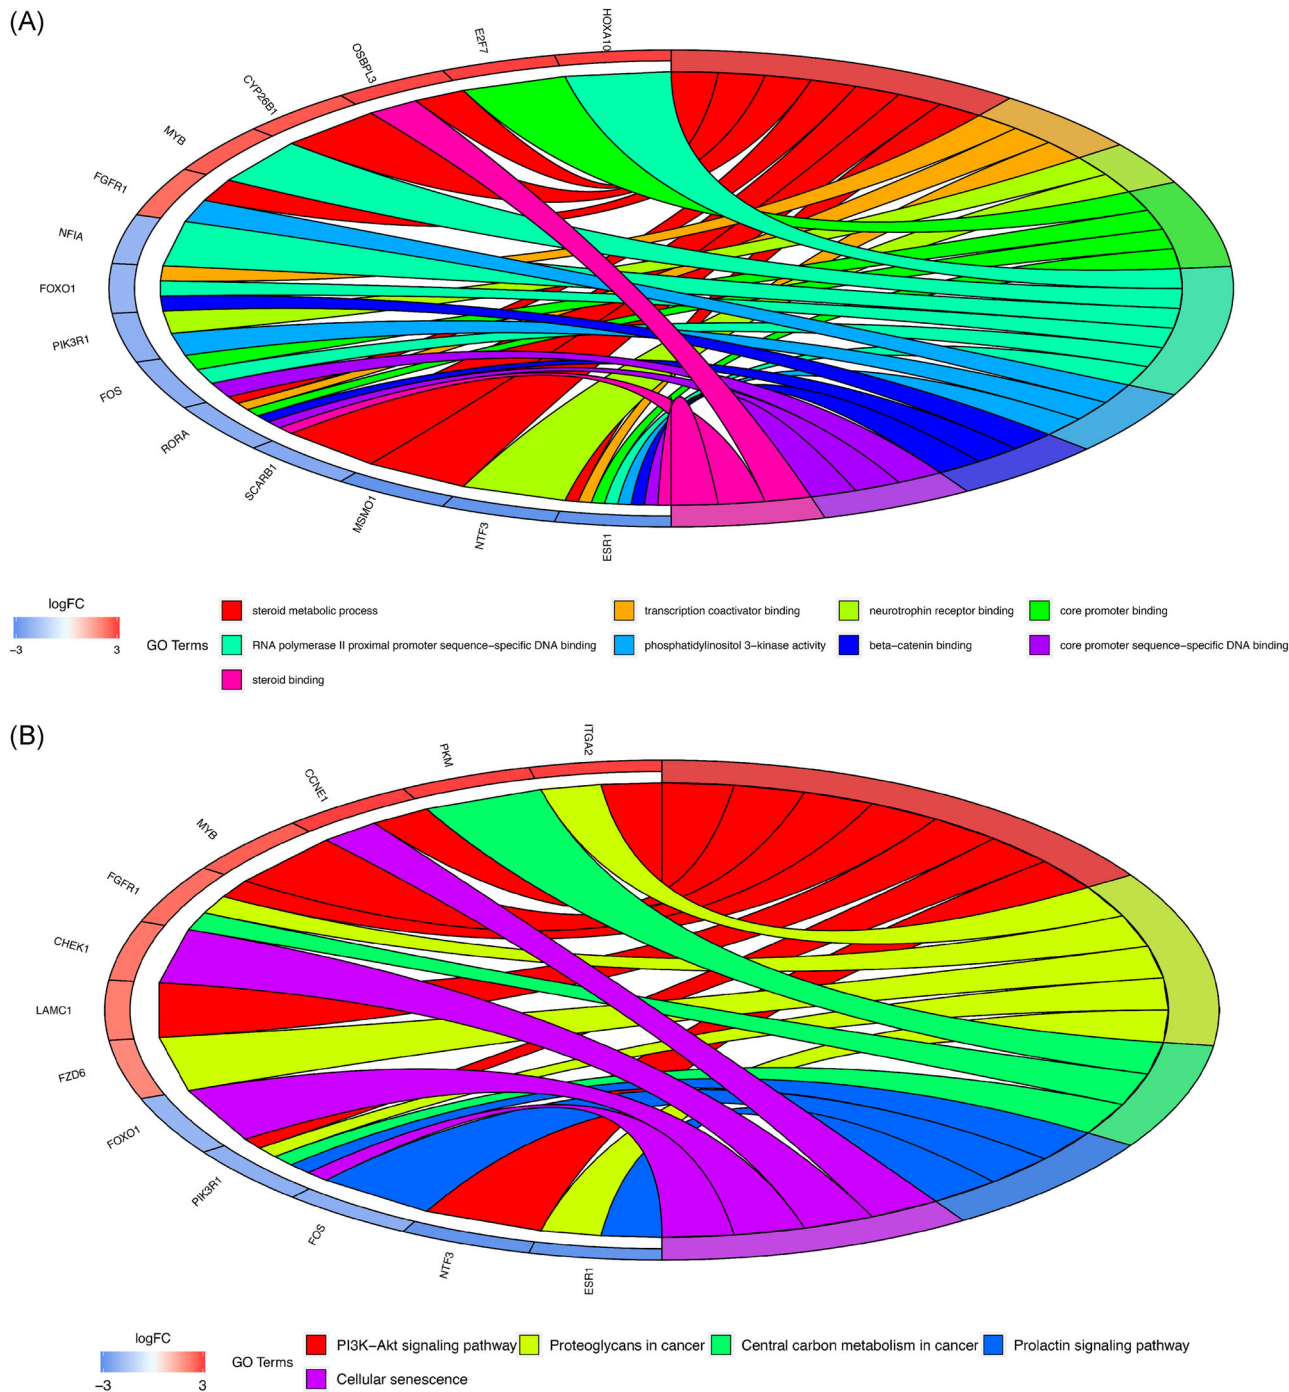 (A)
HOXA10
E2F7
OSBPL3
CYP26B1
MYB
FGFR1
NFIA
FOXO1
PIK3R1
FOS
RORA
SCARB1
MSMO1
NTF3
ESR1
logFC
−3 3
GO Terms
steroid metabolic process
transcription coactivator binding
neurotrophin receptor binding
core promoter binding
RNA polymerase II proximal promoter sequence−specific DNA binding
phosphatidylinositol 3−kinase activity
beta−catenin binding
core promoter sequence−specific DNA binding
steroid binding
(B)
ITGA2
PKM
CCNE1
MYB
FGFR1
CHEK1
LAMC1
FZD6
FOXO1
PIK3R1
FOS
NTF3
ESR1
logFC
−3 3
GO Terms
PI3K−Akt signaling pathway
Proteoglycans in cancer
Central carbon metabolism in cancer
Prolactin signaling pathway
Cellular senescence